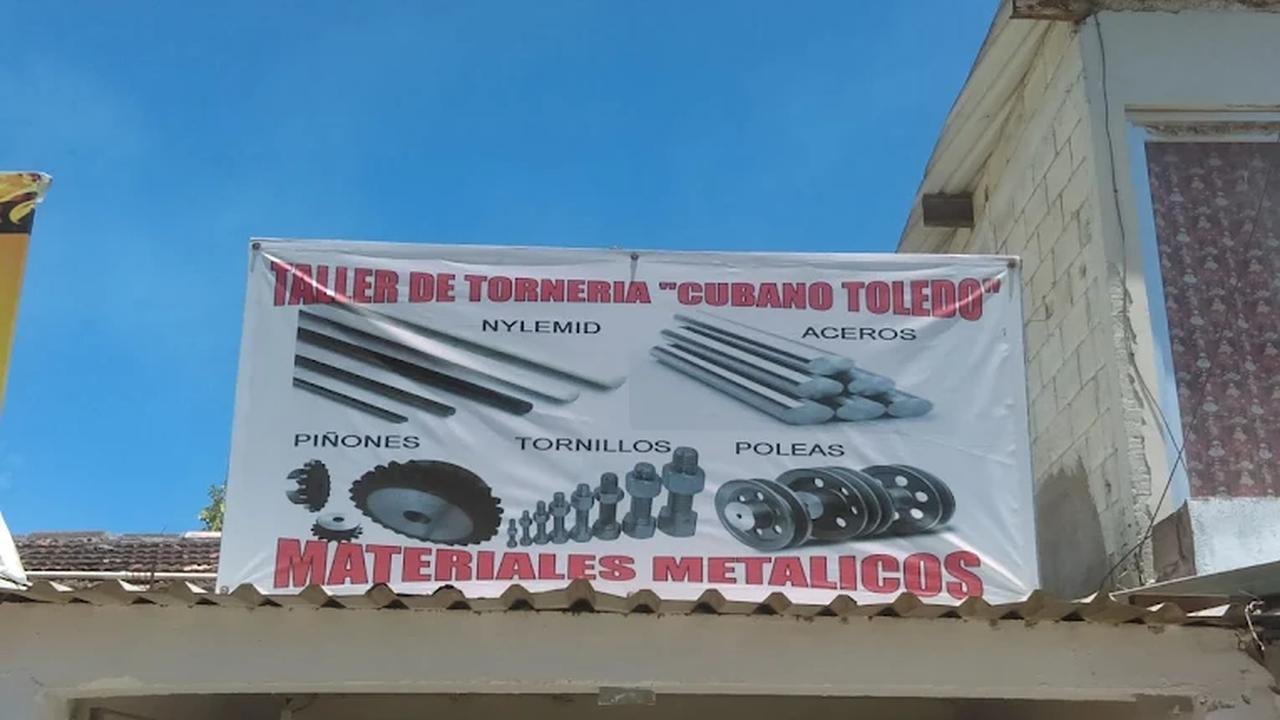 TALLER DE TORNERIA "CUBANO TOLEDO"
NYLEMID
ACEROS
PIÑONES
TORNILLOS
POLEAS
MATERIALES METALICOS